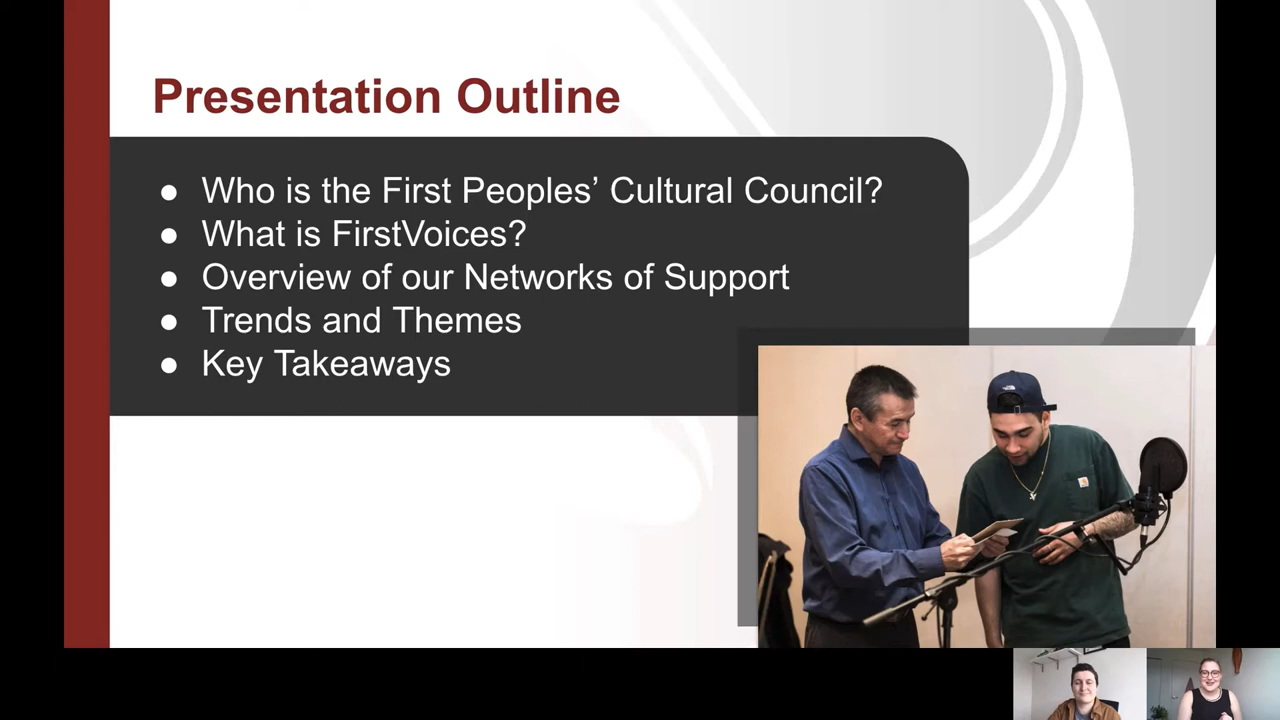 Presentation Outline
● Who is the First Peoples’ Cultural Council?
● What is FirstVoices?
● Overview of our Networks of Support
● Trends and Themes
● Key Takeaways